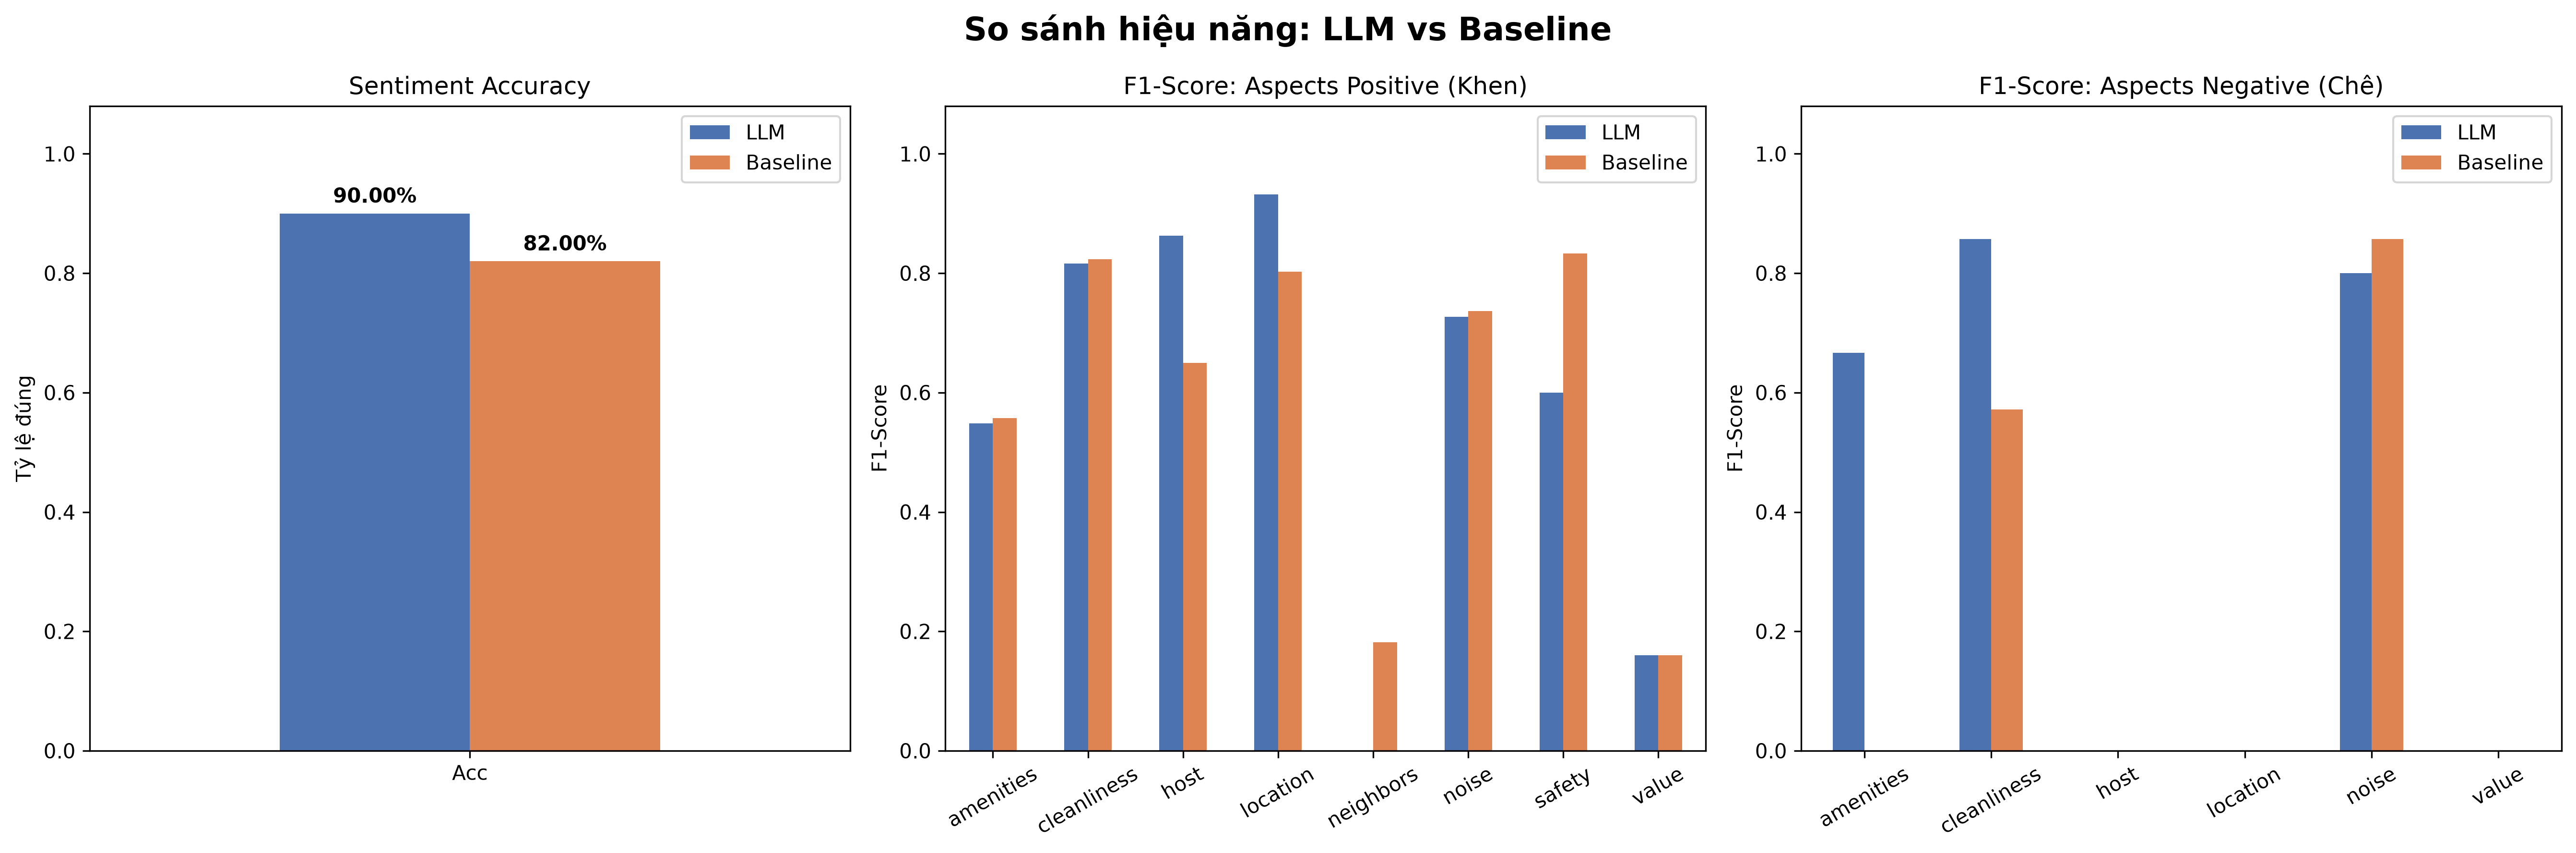 So sánh hiệu năng: LLM vs Baseline
Sentiment Accuracy
Tỷ lệ đúng
1.0
0.8
0.6
0.4
0.2
0.0
90.00%
82.00%
LLM
Baseline
Acc
F1-Score: Aspects Positive (Khen)
F1-Score
1.0
0.8
0.6
0.4
0.2
0.0
LLM
Baseline
amenities
cleanliness
host
location
neighbors
noise
safety
value
F1-Score: Aspects Negative (Chê)
F1-Score
1.0
0.8
0.6
0.4
0.2
0.0
LLM
Baseline
amenities
cleanliness
host
location
noise
value